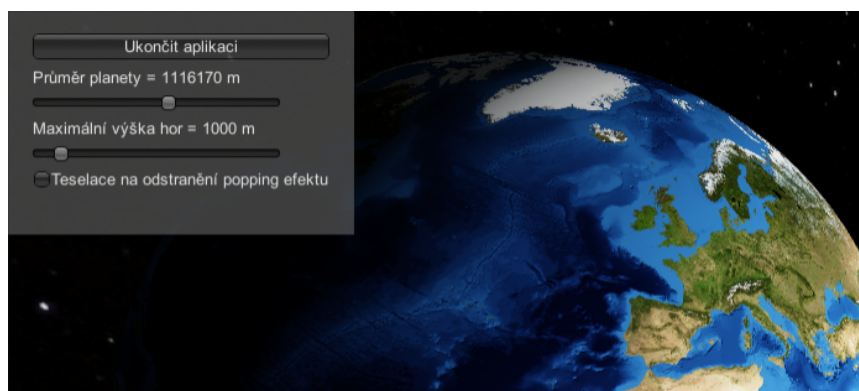 Ukončit aplikaci
Průměr planety = 1116170 m
Maximální výška hor = 1000 m
Teselace na odstranění popping efektu